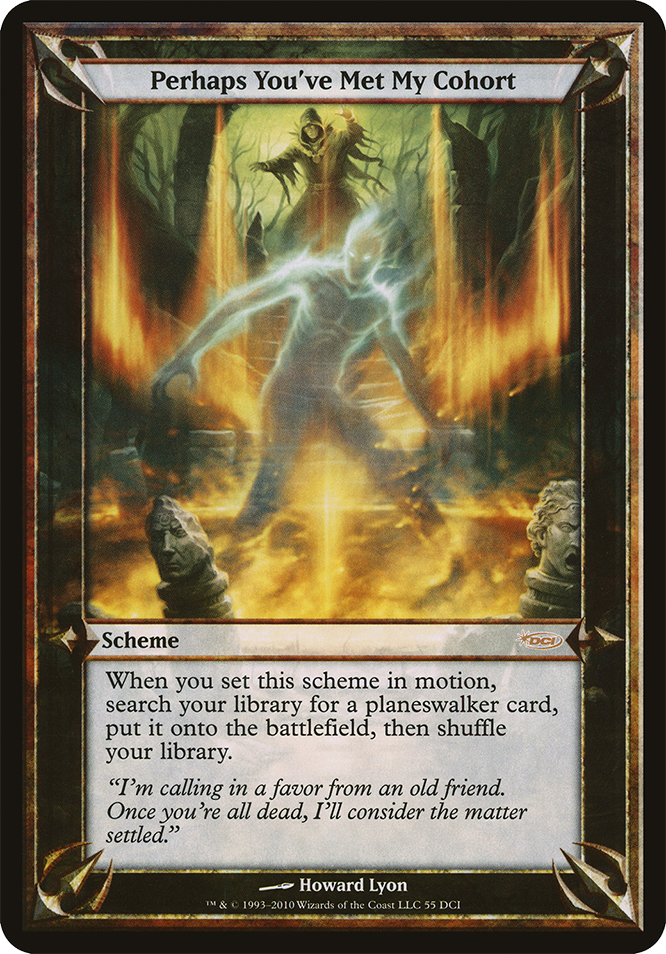 Perhaps You've Met My Cohort
Scheme
DCI
When you set this scheme in motion,
search your library for a planeswalker card,
put it onto the battlefield, then shuffle
your library.
“I'm calling in a favor from an old friend.
Once you're all dead, I'll consider the matter
settled.”
Howard Lyon
™ & © 1993–2010 Wizards of the Coast LLC 55 DCI